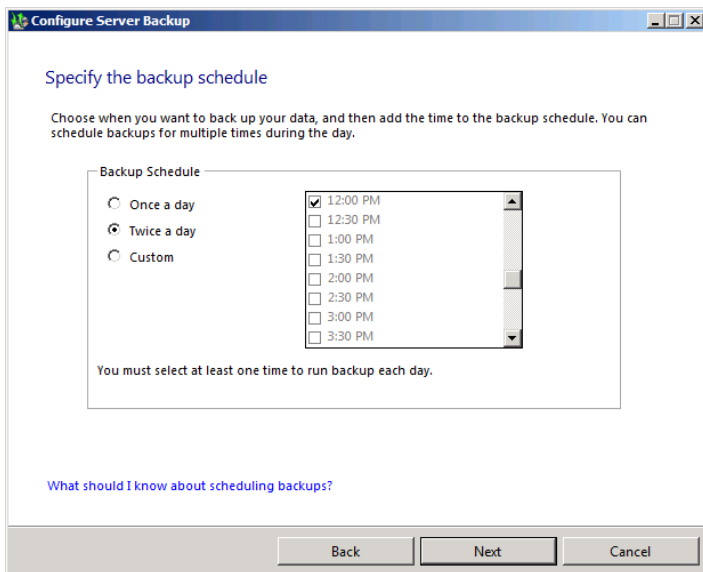 Configure Server Backup
Specify the backup schedule
Choose when you want to back up your data, and then add the time to the backup schedule. You can
schedule backups for multiple times during the day.
Backup Schedule
Once a day
Twice a day
Custom
12:00 PM
12:30 PM
1:00 PM
1:30 PM
2:00 PM
2:30 PM
3:00 PM
3:30 PM
You must select at least one time to run backup each day.
What should I know about scheduling backups?
Back
Next
Cancel